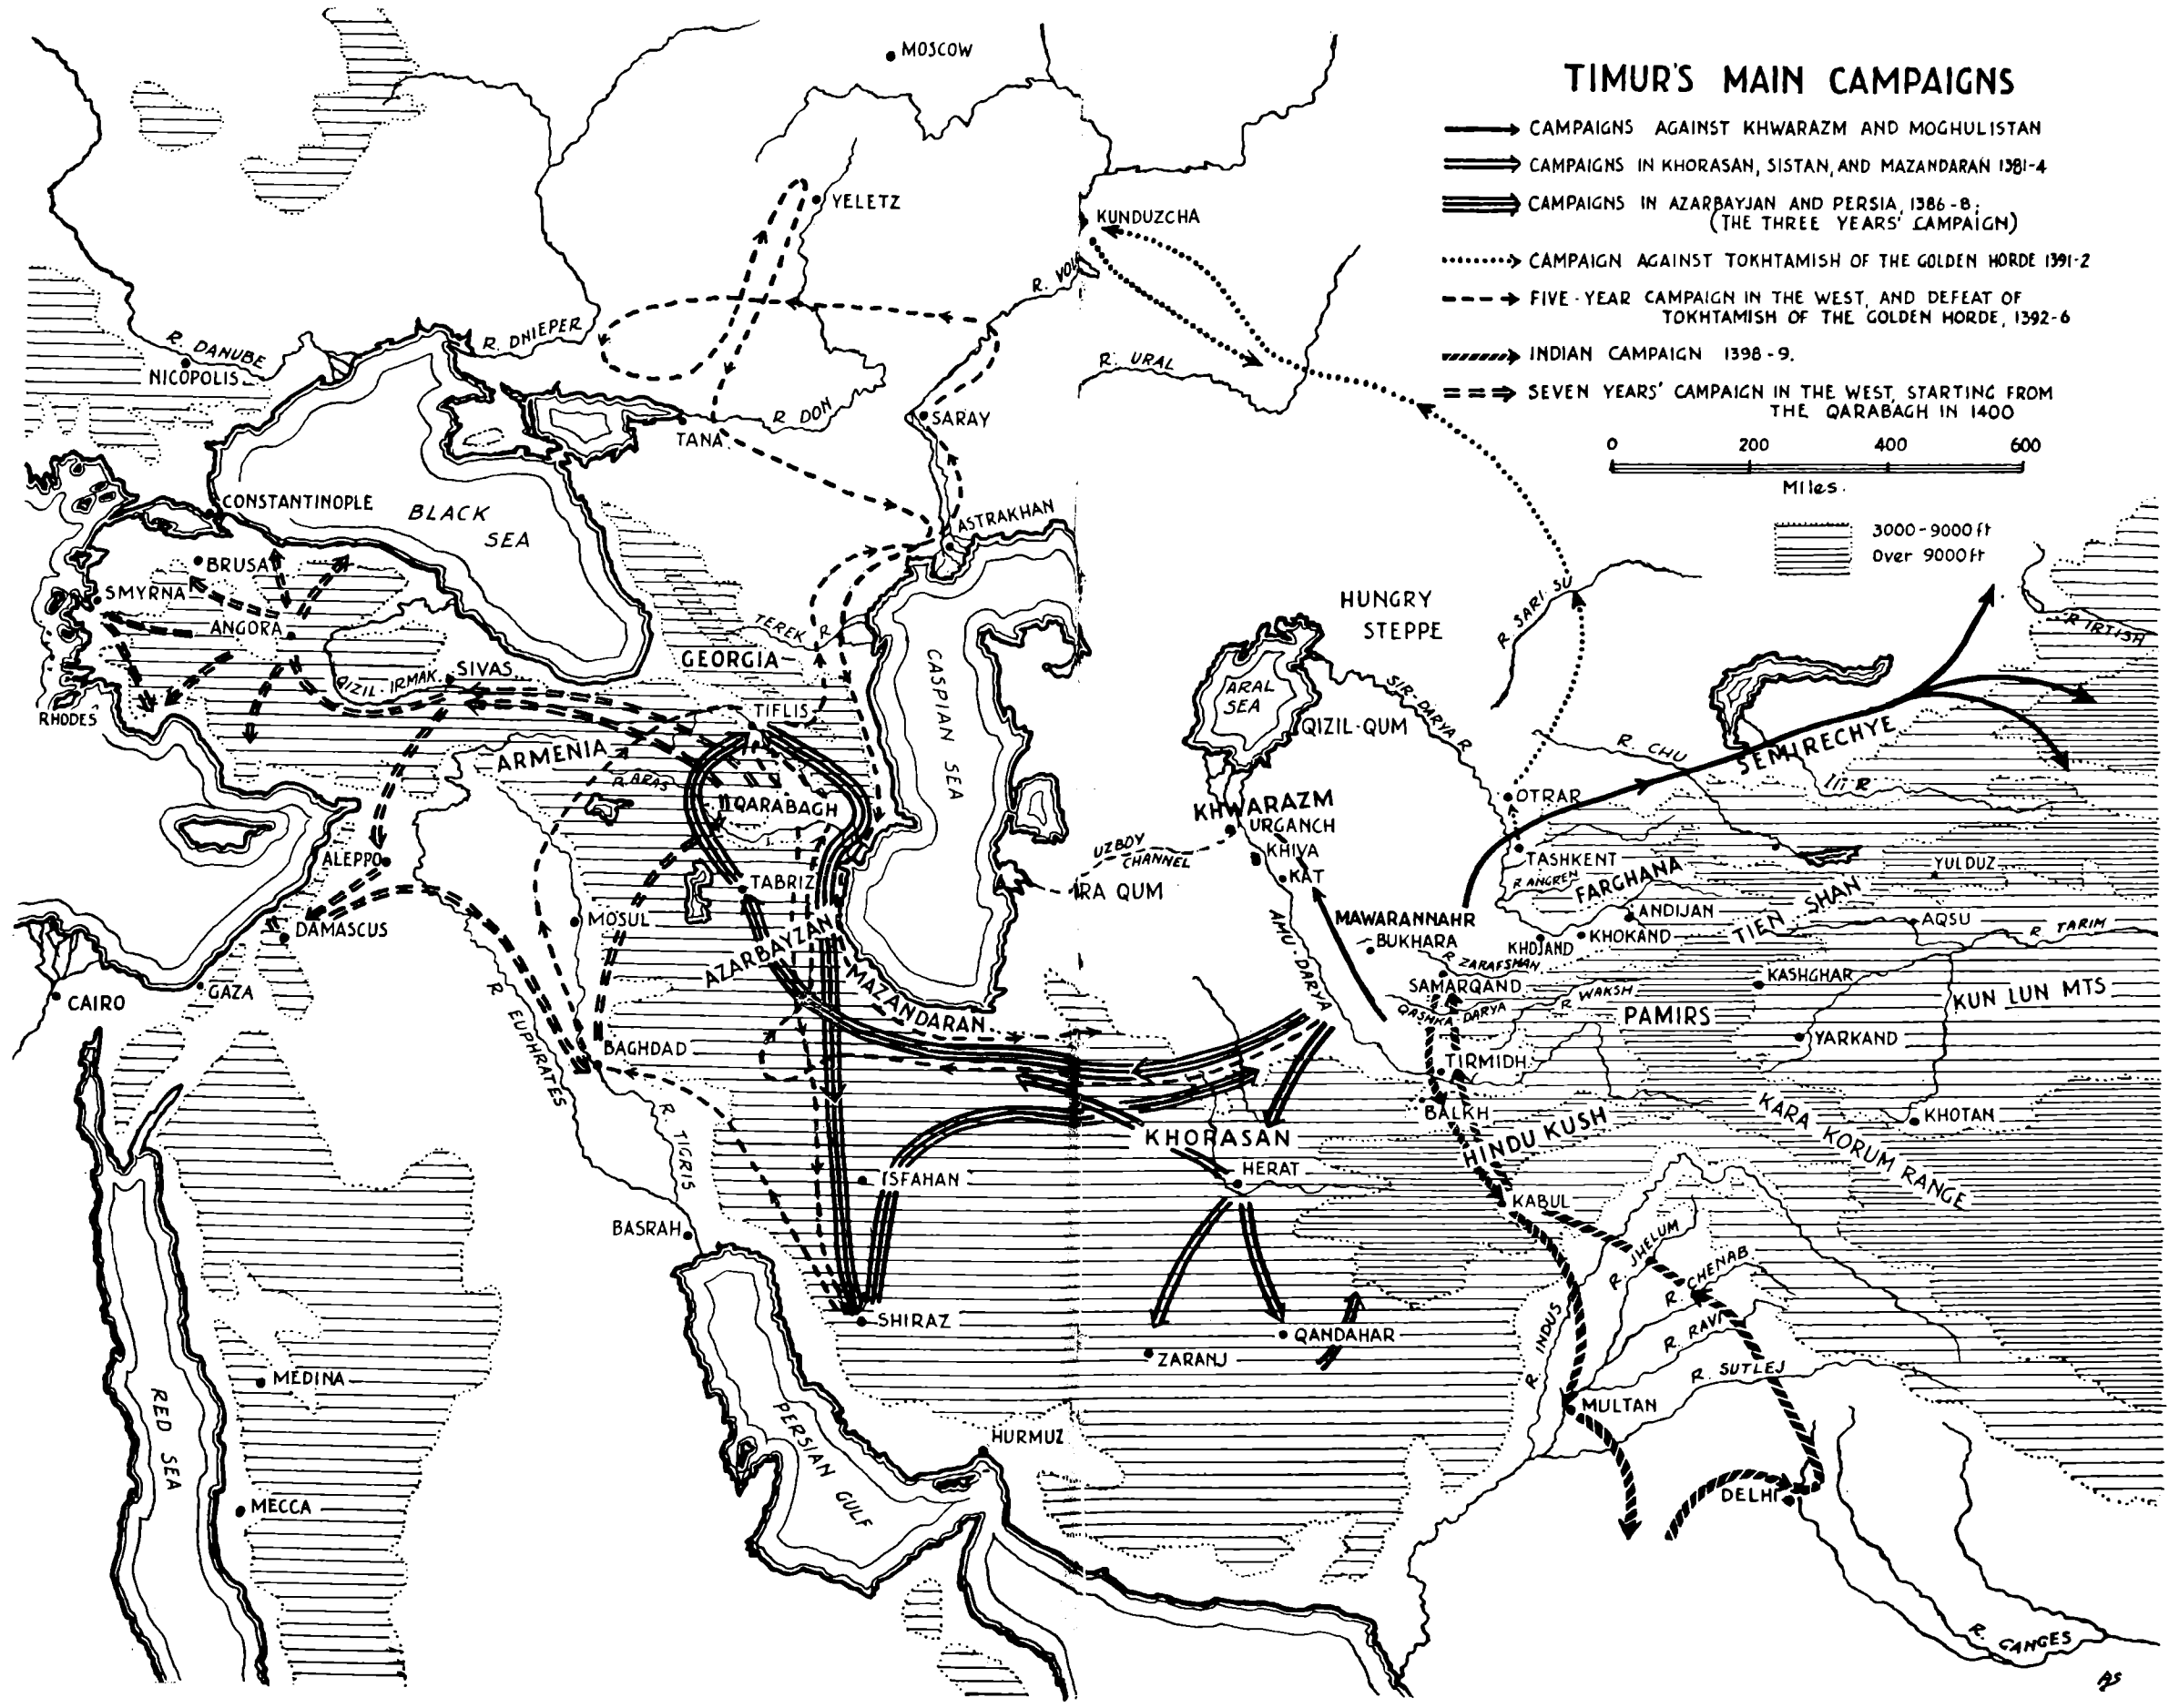 TIMUR'S MAIN CAMPAIGNS
CAMPAIGNS AGAINST KHWARAZM AND MOGHULISTAN
CAMPAIGNS IN KHORASAN, SISTAN, AND MAZANDARAN 1381-4
CAMPAIGNS IN AZARBAYJAN AND PERSIA, 1386-8;
(THE THREE YEARS' CAMPAIGN)
CAMPAIGN AGAINST TOKHTAMISH OF THE GOLDEN HORDE 1391-2
FIVE-YEAR CAMPAIGN IN THE WEST, AND DEFEAT OF
TOKHTAMISH OF THE GOLDEN HORDE, 1392-6
INDIAN CAMPAIGN 1398-9.
SEVEN YEARS' CAMPAIGN IN THE WEST, STARTING FROM
THE QARABAGH IN 1400
0 200 400 600
Miles.
3000-9000ft
Over 9000ft
MOSCOW
YELETZ
KUNDUZCHA
R. VOL
R. DNIEPER
R. DANUBE
NICOPOLIS
R. URAL
R DON
TANA
SARAY
CONSTANTINOPLE
BLACK
SEA
ASTRAKHAN
BRUSA
SMYRNA
ANGORA
TEREK R
HUNGRY
STEPPE
R SARI SU
R IRTISH
GEORGIA
SIVAS
QIZIL-IRMAK
RHODES
CASPIAN SEA
ARAL
SEA
SIR-DARYA R
TIFLIS
QIZIL-QUM
ARMENIA
R ARAS
R. CHU
SEMIRECHYE
ILI R
QARABAGH
OTRAR
KHWARAZM
URGANCH
KHIVA
UZBOY
CHANNEL
KAT
IRA QUM
ALEPPO
TABRIZ
TASHKENT
R ANGREN
FARGHANA
YULDUZ
MOSUL
DAMASCUS
MAWARANNAHR
BUKHARA
ANDIJAN
KHOKAND
KHOJAND
TIEN SHAN
AQSU
R. TARIM
AZARBAYZAN
MAZANDARAN
AMU-DARYA
R ZARAFSHAN
SAMARQAND
KASHGHAR
CAIRO
GAZA
QASHKA-DARYA
R WAKSH
PAMIRS
KUN LUN MTS
BAGHDAD
TIRMIDH
YARKAND
R EUPHRATES
R TIGRIS
BALKH
KHOTAN
KHORASAN
HINDU KUSH
KARA KORUM RANGE
HERAT
ISFAHAN
KABUL
BASRAH
R. JHELUM
R. CHENAB
SHIRAZ
QANDAHAR
R. RAVI
ZARANJ
R. INDUS
R. SUTLEJ
MEDINA
MULTAN
RED SEA
PERSIAN GULF
HURMUZ
MECCA
DELHI
R. GANGES